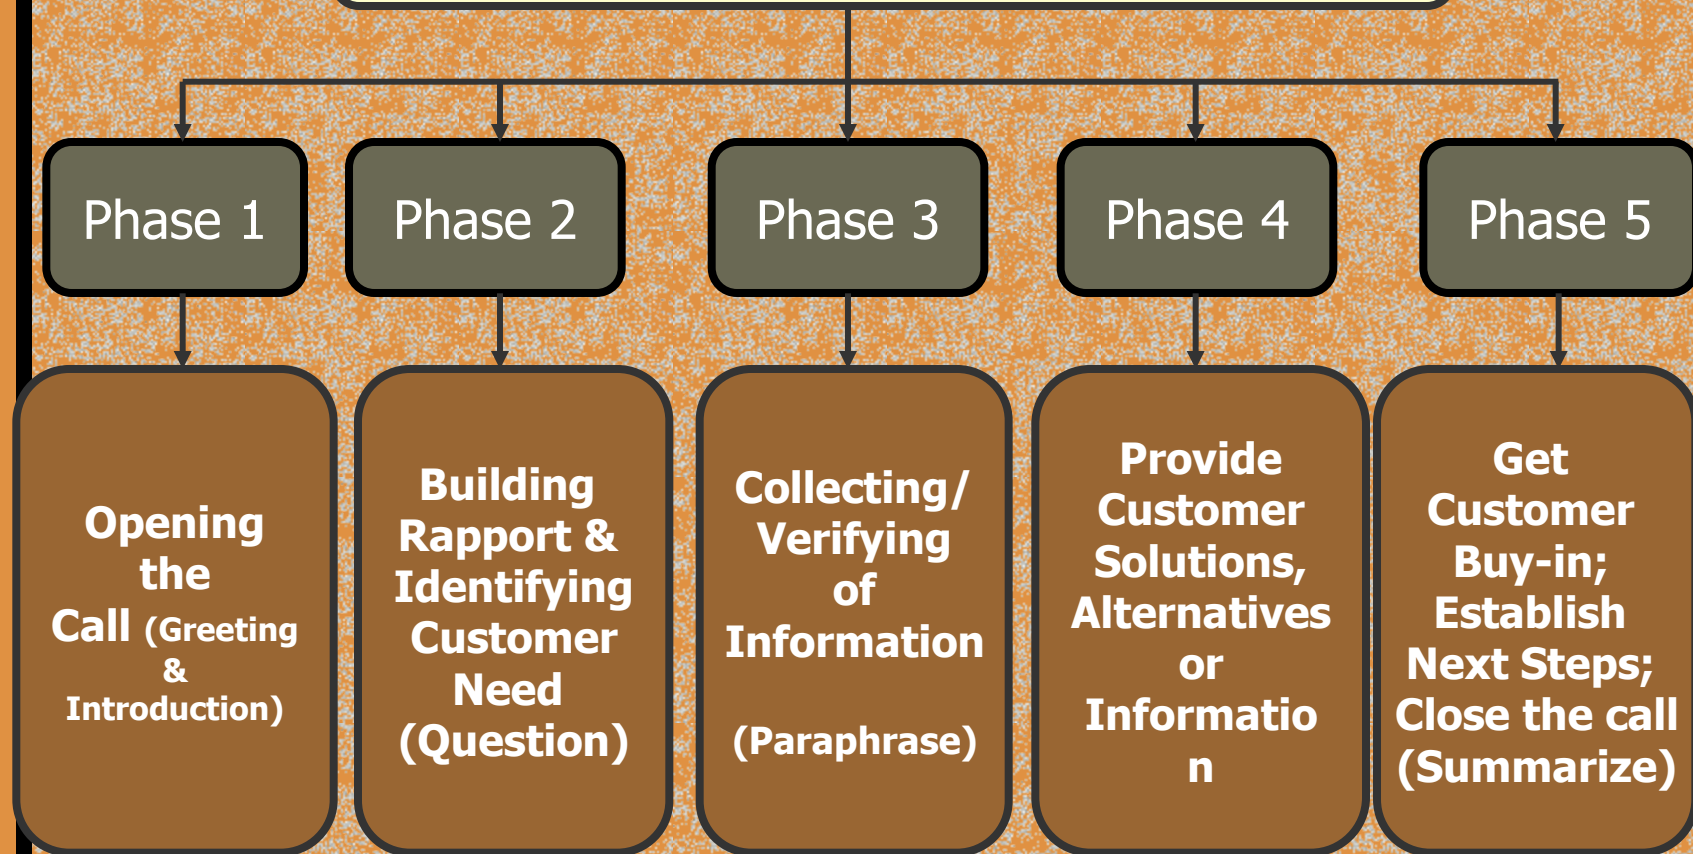 Phase 1
Phase 2
Phase 3
Phase 4
Phase 5
Opening
the
Call (Greeting
&
Introduction)
Building
Rapport &
Identifying
Customer
Need
(Question)
Collecting/
Verifying
of
Information
(Paraphrase)
Provide
Customer
Solutions,
Alternatives
or
Informatio
n
Get
Customer
Buy-in;
Establish
Next Steps;
Close the call
(Summarize)